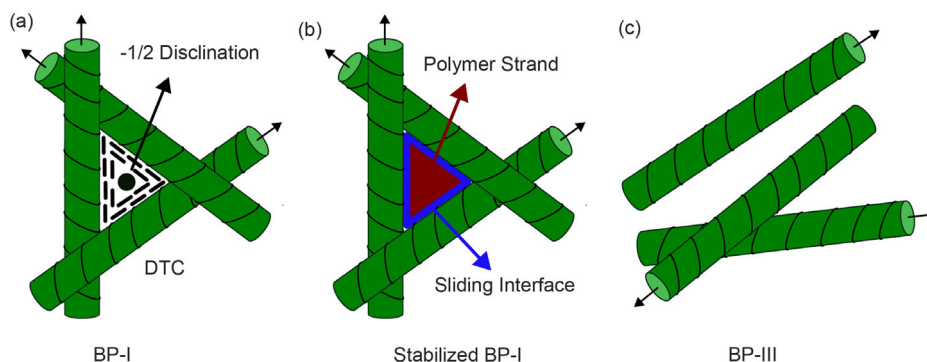 (a)
-1/2 Disclination
DTC
BP-I
(b)
Polymer Strand
Sliding Interface
Stabilized BP-I
(c)
BP-III